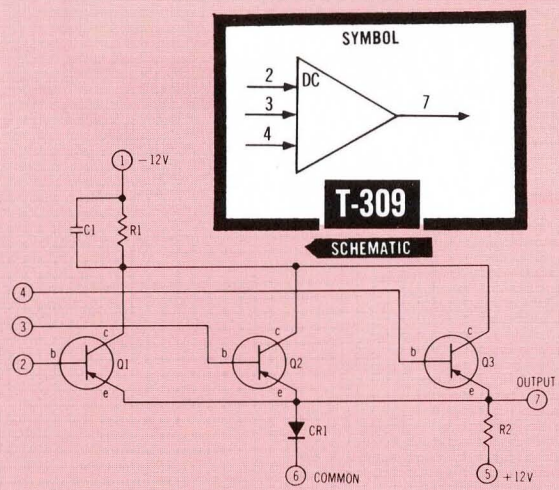 SYMBOL
DC
2
3
4
7
T-309
SCHEMATIC
1 -12V
C1 R1
4
3
2
b c e Q1
b c e Q2
b c e Q3
OUTPUT
7
CR1
R2
6 COMMON
5 +12V